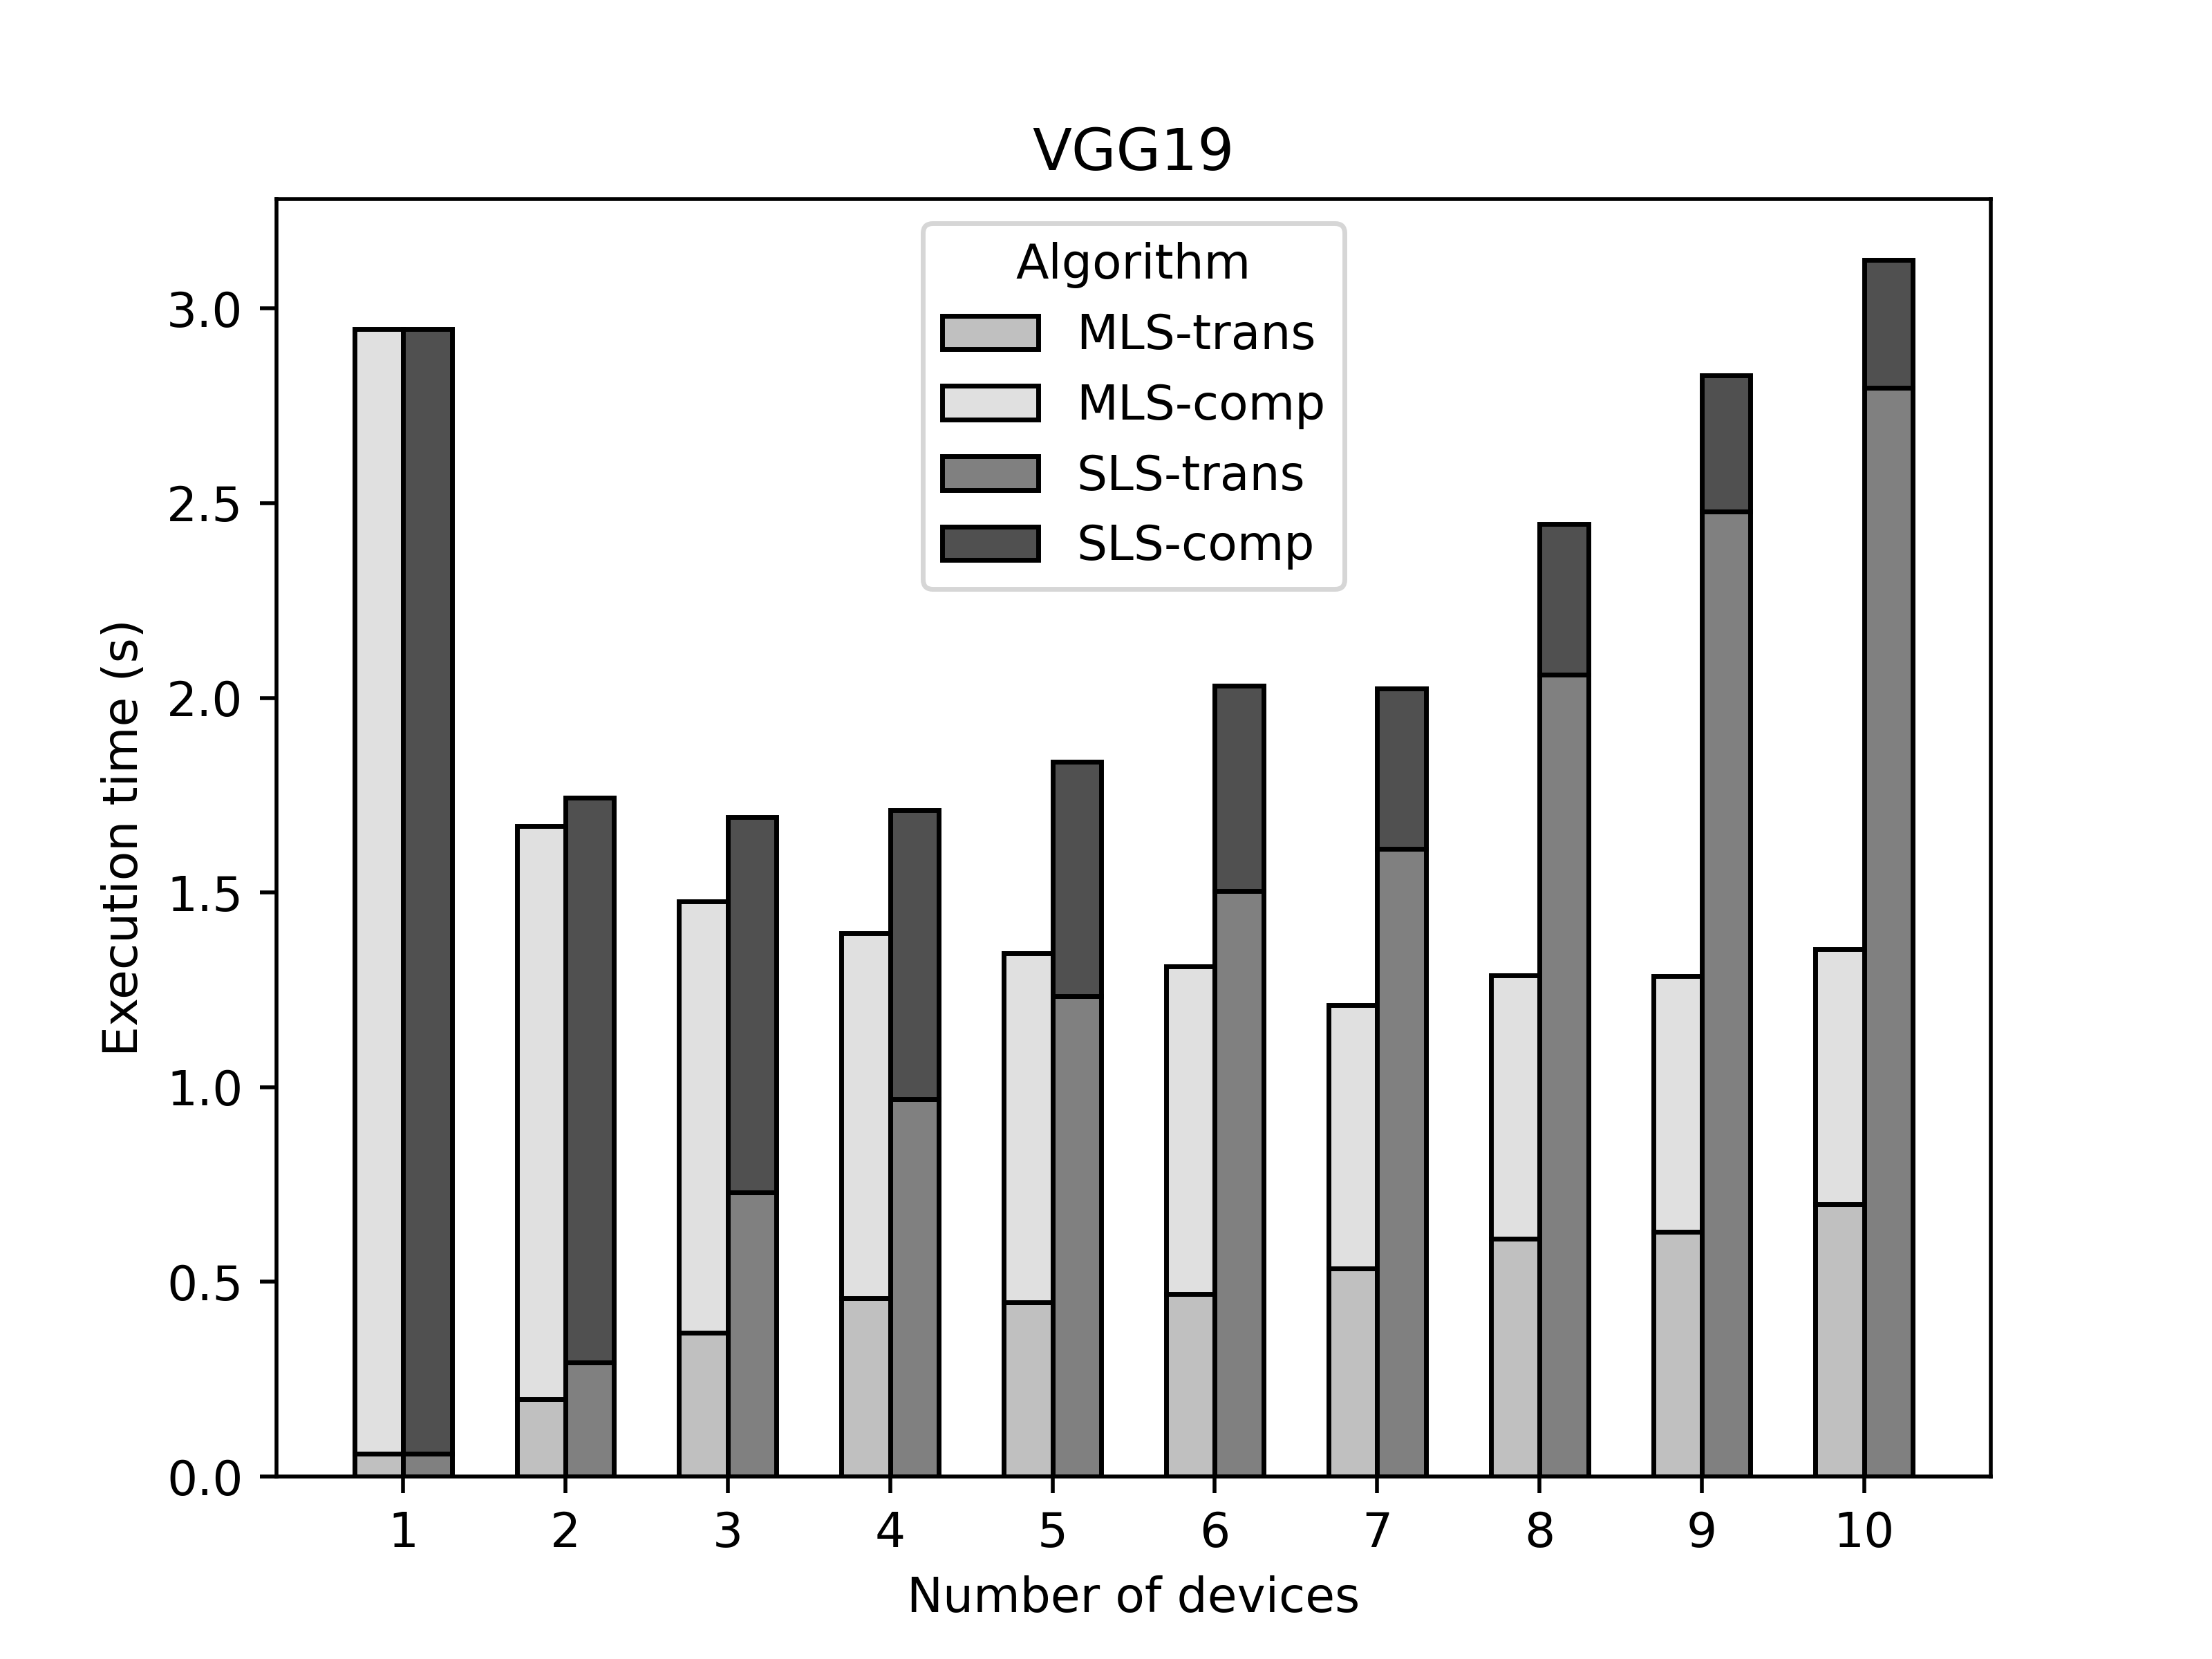 VGG19
Algorithm
MLS-trans
MLS-comp
SLS-trans
SLS-comp
Execution time (s)
3.0
2.5
2.0
1.5
1.0
0.5
0.0
1 2 3 4 5 6 7 8 9 10
Number of devices